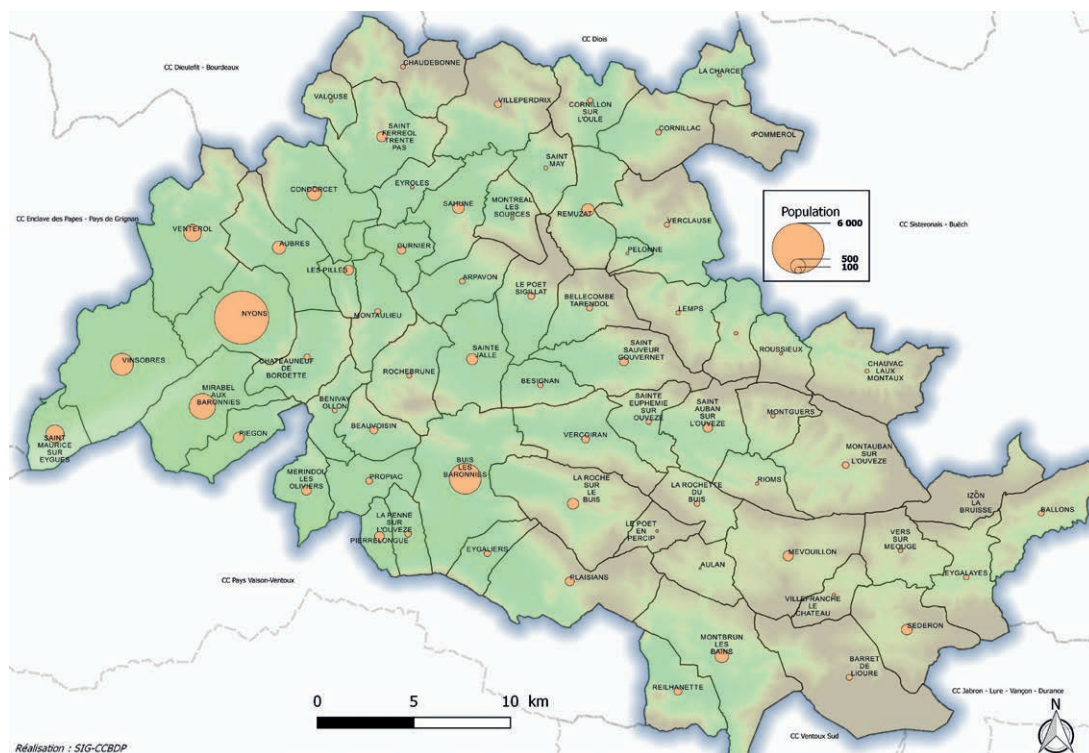 CC Diois
CC Dieulefit - Bourdeaux
CHAUDEBONNE
LA CHARCE
VALOUSE
VILLEPERDRIX
CORNILLON
SUR
L'OULE
SAINT
FERREOL
TRENTE
PAS
CORNILLAC
POMMEROL
SAINT
MAY
CONDORCET
EYROLES
SAHUNE
MONTREAL
LES
SOURCES
REMUZAT
CC Enclave des Papes - Pays de Grignan
VERCLAUSE
CC Sisteronais - Buëch
Population
6 000
500
100
VENTEROL
AUBRES
CURNIER
PELONNE
LES PILLES
ARPAVON
LE POET
SIGILLAT
BELLECOMBE
TARENDOL
LEMPS
NYONS
MONTAULIEU
VINSOBRES
CHATEAUNEUF
DE
BORDETTE
SAINTE
JALLE
SAINT
SAUVEUR
GOUVERNET
ROUSSIEUX
CHAUVAC
LAUX
MONTAUX
ROCHEBRUNE
BESIGNAN
MIRABEL
AUX
BARONNIES
BENIVAY
OLLON
SAINTE
EUPHEMIE
SUR
OUVEZE
SAINT
AUBAN SUR
L'OUVEZE
MONTGUERS
SAINT
MAURICE
SUR
EYGUES
PIEGON
BEAUVOISIN
VERCOIRAN
MONTAUBAN
SUR
L'OUVEZE
MERINDOL
LES
OLIVIERS
PROPIAC
BUIS
LES
BARONNIES
LA ROCHE
SUR
LE
BUIS
LA ROCHETTE
DU
BUIS
RIOMS
IZON
LA
BRUISSE
BALLONS
LA PENNE
SUR
L'OUVEZE
PIERRELONGUE
LE POET
EN
PERCIP
VERS
SUR
MEOUGE
EYGALIERS
MEVOUILLON
AULAN
EYGALAYES
PLAISIANS
VILLEFRANCHE
LE
CHATEAU
CC Pays Vaison-Ventoux
SEDERON
MONTBRUN
LES
BAINS
BARRET
DE
LIOURE
REILHANETTE
CC Jabron - Lure - Vançon - Durance
0 5 10 km
N
CC Ventoux Sud
Réalisation : SIG-CCBDP